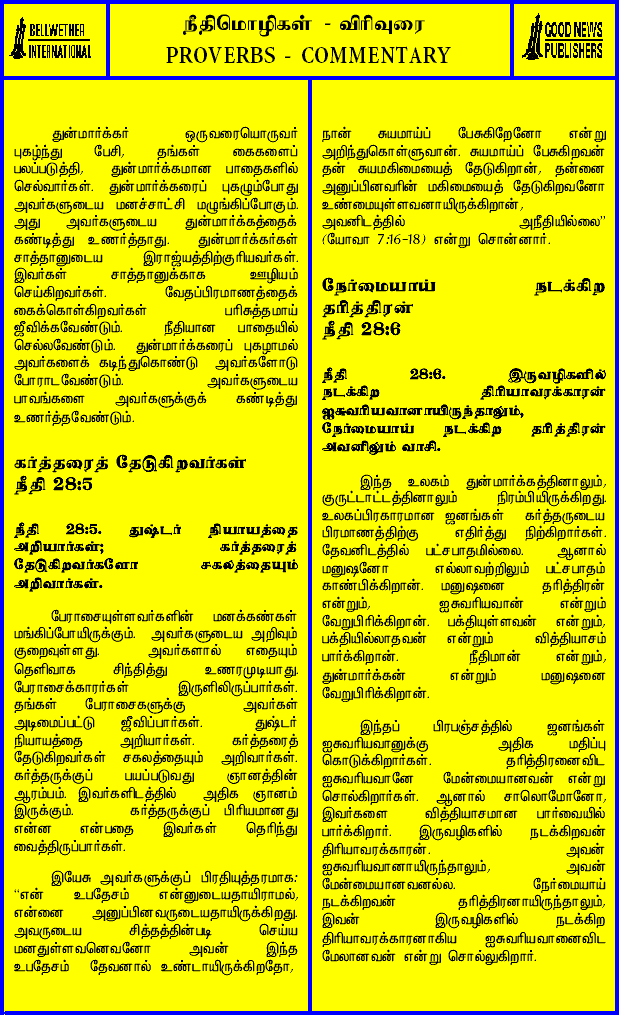 BELLWETHER
INTERNATIONAL
நீதிமொழிகள் - விரிவுரை
PROVERBS - COMMENTARY
GOOD NEWS
PUBLISHERS
துன்மார்க்கர் ஒருவரையொருவர்
புகழ்ந்து பேசி, தங்கள் கைகளைப்
பலப்படுத்தி, துன்மார்க்கமான பாதைகளில்
செல்வார்கள். துன்மார்க்கரைப் புகழும்போது
அவர்களுடைய மனச்சாட்சி மழுங்கிப்போகும்.
அது அவர்களுடைய துன்மார்க்கத்தைக்
கண்டித்து உணர்த்தாது. துன்மார்க்கர்கள்
சாத்தானுடைய இராஜ்யத்திற்குரியவர்கள்.
இவர்கள் சாத்தானுக்காக ஊழியம்
செய்கிறவர்கள். வேதப்பிரமாணத்தைக்
கைக்கொள்கிறவர்கள் பரிசுத்தமாய்
ஜீவிக்கவேண்டும். நீதியான பாதையில்
செல்லவேண்டும். துன்மார்க்கரைப் புகழாமல்
அவர்களைக் கடிந்துகொண்டு அவர்களோடு
போராடவேண்டும். அவர்களுடைய
பாவங்களை அவர்களுக்குக் கண்டித்து
உணர்த்தவேண்டும்.
கர்த்தரைத் தேடுகிறவர்கள்
நீதி 28:5
நீதி 28:5. துஷ்டர் நியாயத்தை
அறியார்கள்; கர்த்தரைத்
தேடுகிறவர்களோ சகலத்தையும்
அறிவார்கள்.
பேராசையுள்ளவர்களின் மனக்கண்கள்
மங்கிப்போயிருக்கும். அவர்களுடைய அறிவும்
குறைவுள்ளது. அவர்களால் எதையும்
தெளிவாக சிந்தித்து உணரமுடியாது.
பேராசைக்காரர்கள் இருளிலிருப்பார்கள்.
தங்கள் பேராசைகளுக்கு அவர்கள்
அடிமைப்பட்டு ஜீவிப்பார்கள். துஷ்டர்
நியாயத்தை அறியார்கள். கர்த்தரைத்
தேடுகிறவர்கள் சகலத்தையும் அறிவார்கள்.
கர்த்தருக்குப் பயப்படுவது ஞானத்தின்
ஆரம்பம். இவர்களிடத்தில் அதிக ஞானம்
இருக்கும். கர்த்தருக்குப் பிரியமானது
என்ன என்பதை இவர்கள் தெரிந்து
வைத்திருப்பார்கள்.
இயேசு அவர்களுக்குப் பிரதியுத்தரமாக:
“என் உபதேசம் என்னுடையதாயிராமல்,
என்னை அனுப்பினவருடையதாயிருக்கிறது.
அவருடைய சித்தத்தின்படி செய்ய
மனதுள்ளவனெவனோ அவன் இந்த
உபதேசம் தேவனால் உண்டாயிருக்கிறதோ,
நான் சுயமாய்ப் பேசுகிறேனோ என்று
அறிந்துகொள்ளுவான். சுயமாய்ப் பேசுகிறவன்
தன் சுயமகிமையைத் தேடுகிறான், தன்னை
அனுப்பினவரின் மகிமையைத் தேடுகிறவனோ
உண்மையுள்ளவனாயிருக்கிறான்,
அவனிடத்தில் அநீதியில்லை”
(யோவா 7:16-18) என்று சொன்னார்.
நேர்மையாய் நடக்கிற
தரித்திரன்
நீதி 28:6
நீதி 28:6. இருவழிகளில்
நடக்கிற திரியாவரக்காரன்
ஐசுவரியவானாயிருந்தாலும்,
நேர்மையாய் நடக்கிற தரித்திரன்
அவனிலும் வாசி.
இந்த உலகம் துன்மார்க்கத்தினாலும்,
குருட்டாட்டத்தினாலும் நிரம்பியிருக்கிறது.
உலகப்பிரகாரமான ஜனங்கள் கர்த்தருடைய
பிரமாணத்திற்கு எதிர்த்து நிற்கிறார்கள்.
தேவனிடத்தில் பட்சபாதமில்லை. ஆனால்
மனுஷனோ எல்லாவற்றிலும் பட்சபாதம்
காண்பிக்கிறான். மனுஷனை தரித்திரன்
என்றும், ஐசுவரியவான் என்றும்
வேறுபிரிக்கிறான். பக்தியுள்ளவன் என்றும்,
பக்தியில்லாதவன் என்றும் வித்தியாசம்
பார்க்கிறான். நீதிமான் என்றும்,
துன்மார்க்கன் என்றும் மனுஷனை
வேறுபிரிக்கிறான்.
இந்தப் பிரபஞ்சத்தில் ஜனங்கள்
ஐசுவரியவானுக்கு அதிக மதிப்பு
கொடுக்கிறார்கள். தரித்திரனைவிட
ஐசுவரியவானே மேன்மையானவன் என்று
சொல்கிறார்கள். ஆனால் சாலொமோனோ,
இவர்களை வித்தியாசமான பார்வையில்
பார்க்கிறார். இருவழிகளில் நடக்கிறவன்
திரியாவரக்காரன். அவன்
ஐசுவரியவானாயிருந்தாலும், அவன்
மேன்மையானவனல்ல. நேர்மையாய்
நடக்கிறவன் தரித்திரனாயிருந்தாலும்,
இவன் இருவழிகளில் நடக்கிற
திரியாவரக்காரனாகிய ஐசுவரியவானைவிட
மேலானவன் என்று சொல்லுகிறார்.